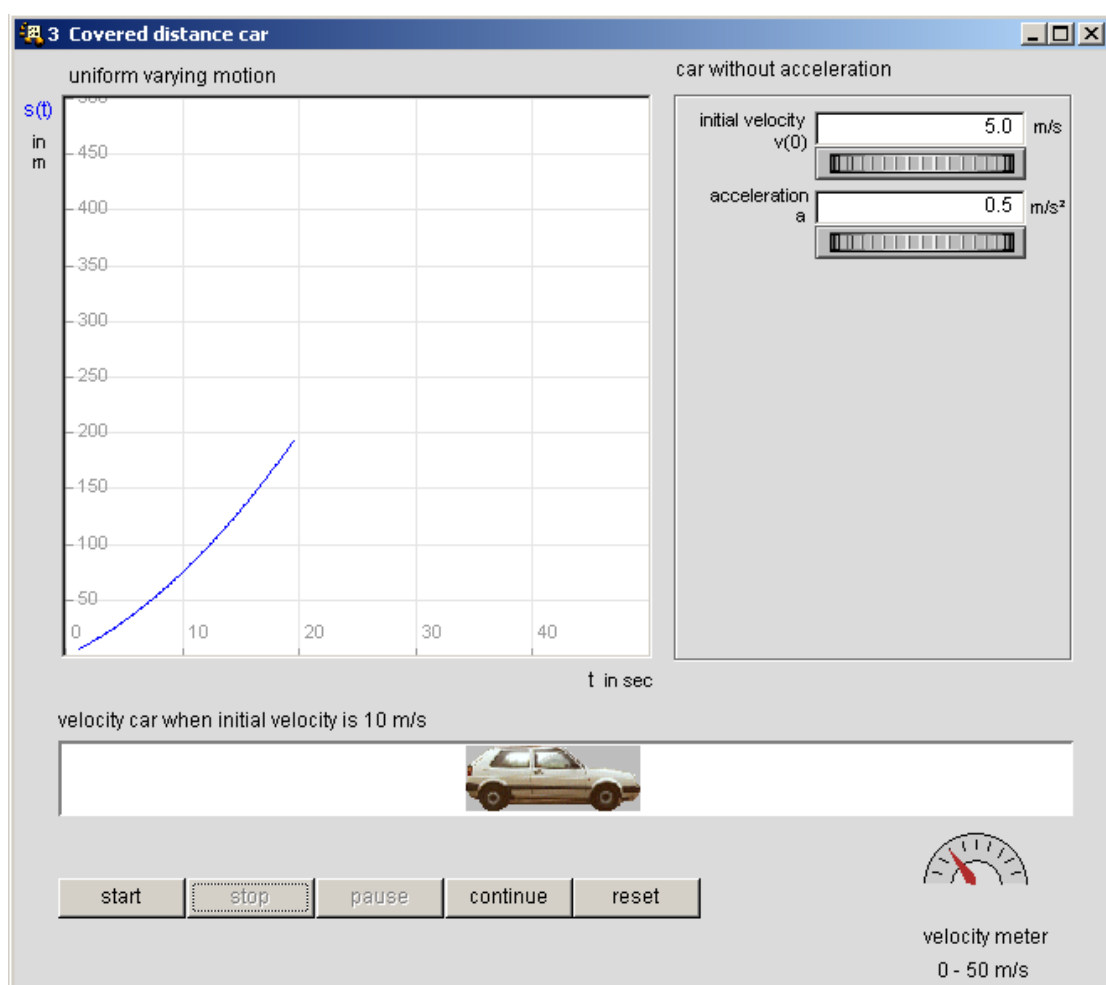 3 Covered distance car
uniform varying motion
car without acceleration
s(t)
in
m
500
450
400
350
300
250
200
150
100
50
0 10 20 30 40
t in sec
initial velocity
v(0)
5.0 m/s
acceleration
a
0.5 m/s²
velocity car when initial velocity is 10 m/s
start stop pause continue reset
velocity meter
0 - 50 m/s